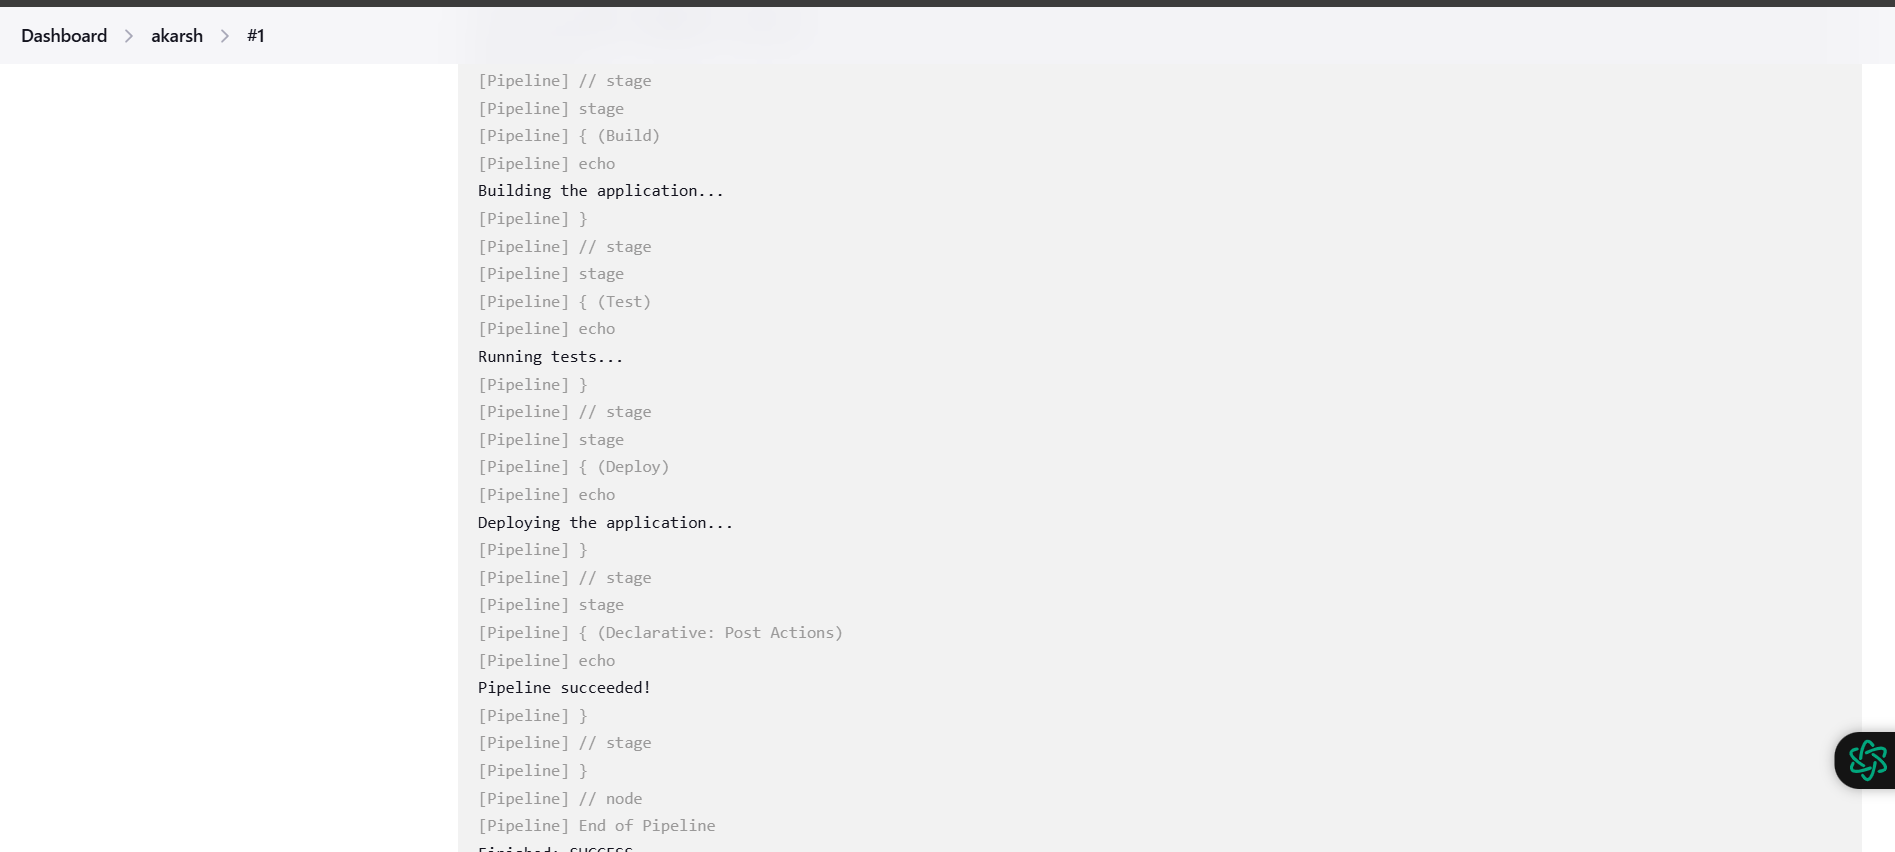 Dashboard > akarsh > #1
[Pipeline] // stage
[Pipeline] stage
[Pipeline] { (Build)
[Pipeline] echo
Building the application...
[Pipeline] }
[Pipeline] // stage
[Pipeline] stage
[Pipeline] { (Test)
[Pipeline] echo
Running tests...
[Pipeline] }
[Pipeline] // stage
[Pipeline] stage
[Pipeline] { (Deploy)
[Pipeline] echo
Deploying the application...
[Pipeline] }
[Pipeline] // stage
[Pipeline] stage
[Pipeline] { (Declarative: Post Actions)
[Pipeline] echo
Pipeline succeeded!
[Pipeline] }
[Pipeline] // stage
[Pipeline] }
[Pipeline] // node
[Pipeline] End of Pipeline
Finished: SUCCESS